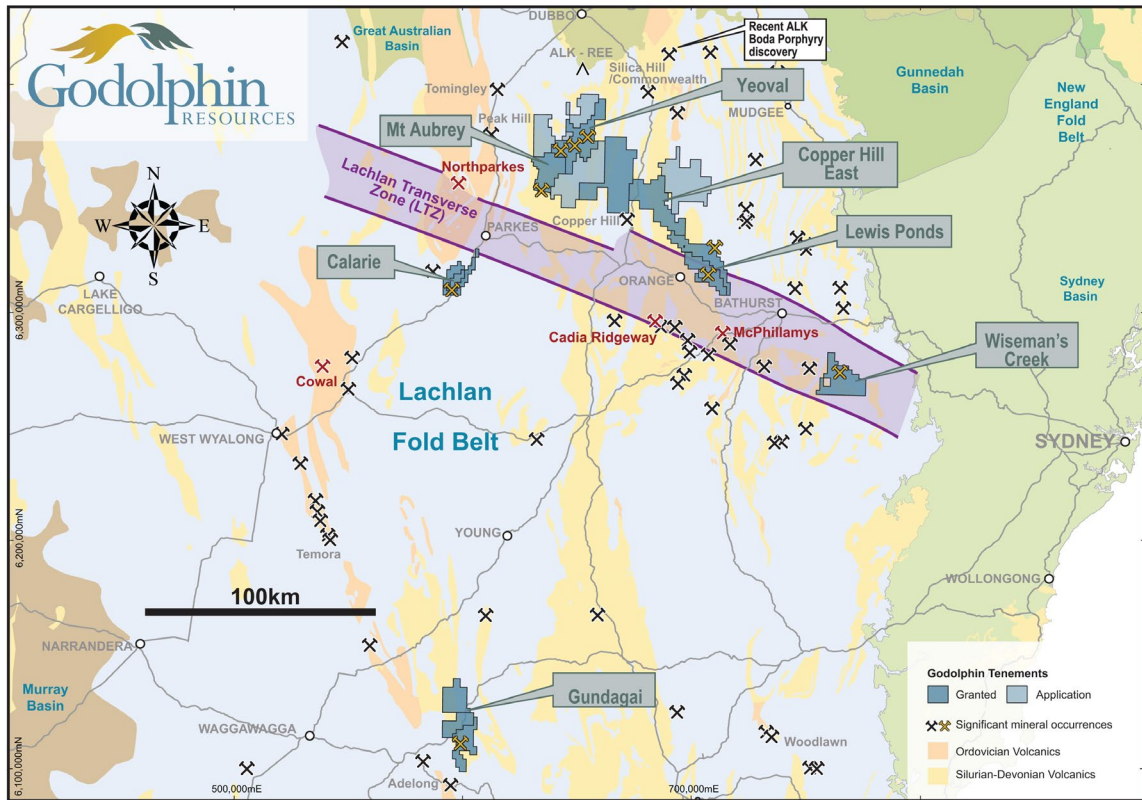 Godolphin
RESOURCES
DUBBO
Great Australian
Basin
ALK - REE
Recent ALK
Boda Porphyry
discovery
Silica Hill
/Commonwealth
Gunnedah
Basin
New
England
Fold
Belt
Tomingley
Yeoval
MUDGEE
Peak Hill
Mt Aubrey
Northparkes
Copper Hill
East
Lachlan Transverse
Zone (LTZ)
N
W
E
S
Copper Hill
PARKES
Lewis Ponds
Calarie
ORANGE
LAKE
CARGELLIGO
Sydney
Basin
BATHURST
6,300,000mN
Cadia Ridgeway
McPhillamys
Wiseman's
Creek
Cowal
Lachlan
Fold Belt
WEST WYALONG
SYDNEY
6,200,000mN
YOUNG
Temora
WOLLONGONG
100km
NARRANDERA
Murray
Basin
Gundagai
WAGGAWAGGA
Woodlawn
Adelong
6,100,000mN
500,000mE
700,000mE
Godolphin Tenements
Granted
Application
Significant mineral occurrences
Ordovician Volcanics
Silurian-Devonian Volcanics